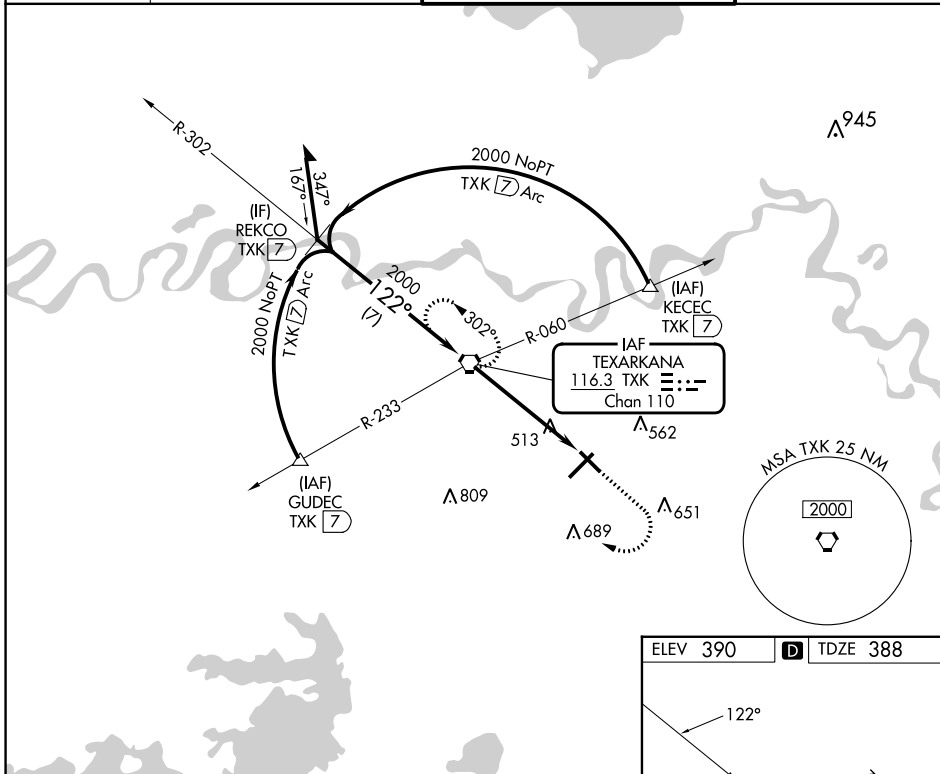 945
R-302
2000 NoPT
TXK 7 Arc
347°
167°
(IF)
REKCO
TXK 7
2000 NoPT
TXK 7 Arc
2000
122°
(7)
302°
R-060
(IAF)
KECEC
TXK 7
IAF
TEXARKANA
116.3 TXK
Chan 110
R-233
513
562
(IAF)
GUDEC
TXK 7
809
651
689
MSA TXK 25 NM
2000
ELEV 390 D TDZE 388
122°